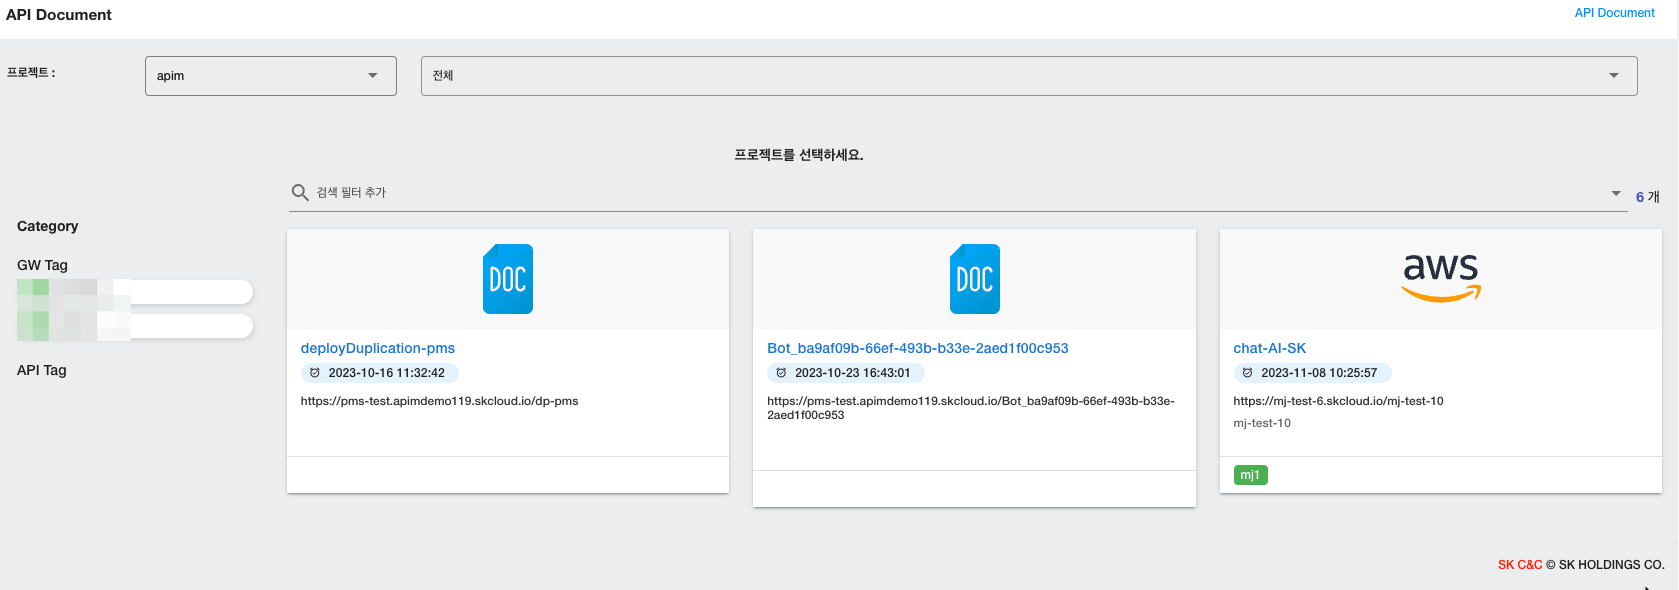 API Document
API Document
프로젝트 :
apim
전체
프로젝트를 선택하세요.
검색 필터 추가
6 개
Category
GW Tag
API Tag
DOC
deployDuplication-pms
2023-10-16 11:32:42
https://pms-test.apimdemo119.skcloud.io/dp-pms
DOC
Bot_ba9af09b-66ef-493b-b33e-2aed1f00c953
2023-10-23 16:43:01
https://pms-test.apimdemo119.skcloud.io/Bot_ba9af09b-66ef-493b-b33e-
2aed1f00c953
aws
chat-AI-SK
2023-11-08 10:25:57
https://mj-test-6.skcloud.io/mj-test-10
mj-test-10
mj1
SK C&C © SK HOLDINGS CO.